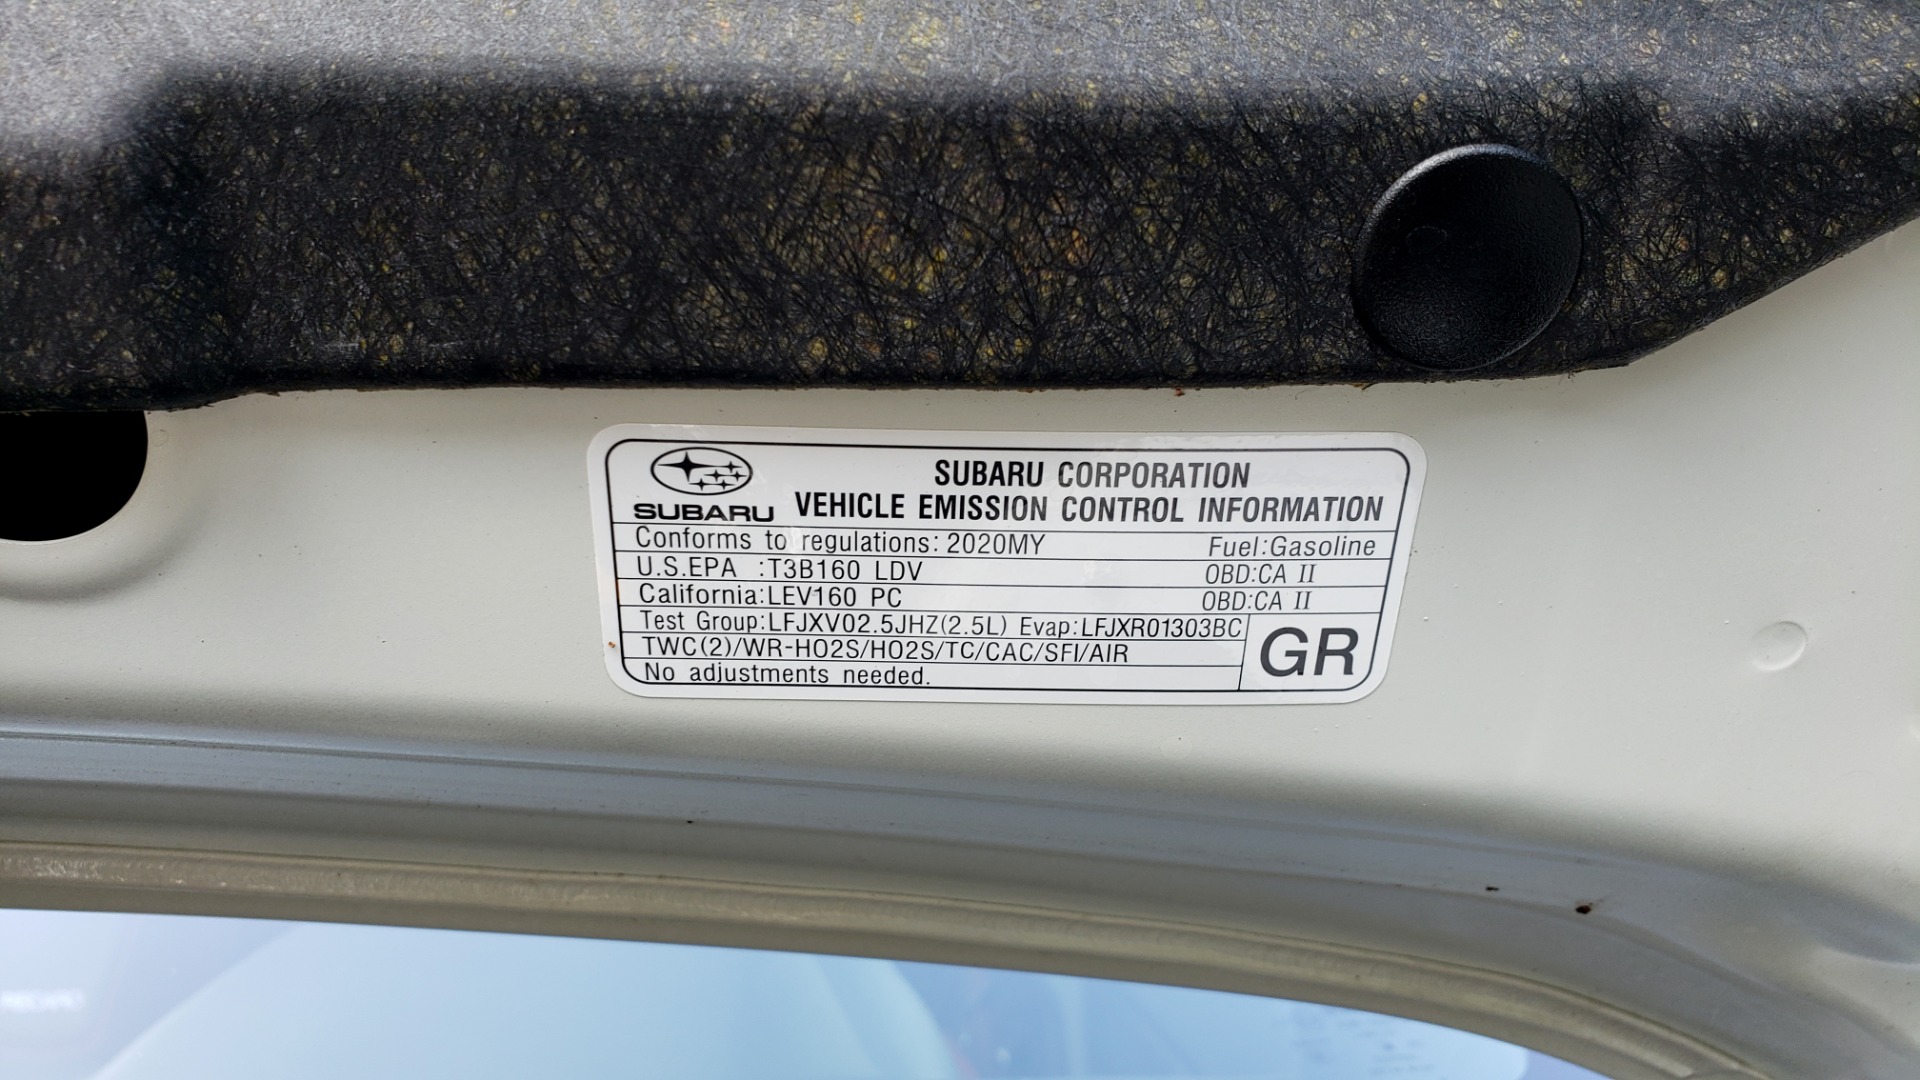 SUBARU CORPORATION
SUBARU VEHICLE EMISSION CONTROL INFORMATION
Conforms to regulations: 2020MY Fuel:Gasoline
U.S.EPA :T3B160 LDV OBD:CA II
California:LEV160 PC OBD:CA II
Test Group:LFJXV02.5JHZ(2.5L) Evap:LFJXR01303BC
TWC(2)/WR-HO2S/HO2S/TC/CAC/SFI/AIR GR
No adjustments needed.